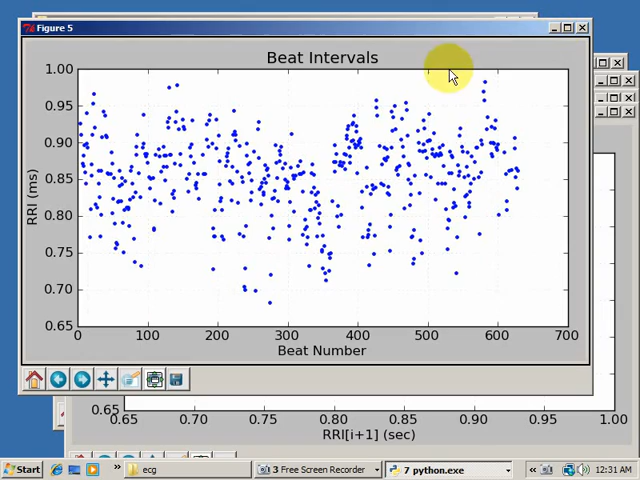 Figure 5
Beat Intervals
1.00
0.95
0.90
0.85
0.80
0.75
0.70
0.65
RRI (ms)
0 100 200 300 400 500 600 700
Beat Number
0.65
0.65 0.70 0.75 0.80 0.85 0.90 0.95 1.00
RRI[i+1] (sec)
Start » ecg 3 Free Screen Recorder 7 python.exe « 12:31 AM